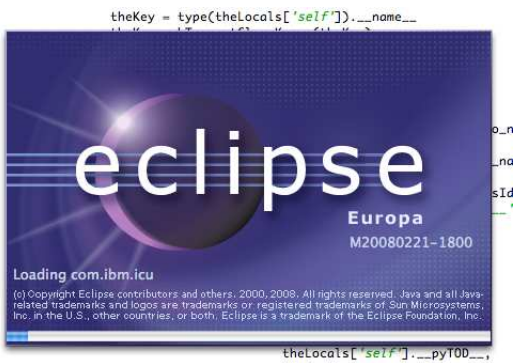 theKey = type(theLocals['self']).__name__
o_n
_na
sId
eclipse
Europa
M20080221-1800
Loading com.ibm.icu
(c) Copyright Eclipse contributors and others. 2000, 2008. All rights reserved. Java and all Java-
related trademarks and logos are trademarks or registered trademarks of Sun Microsystems,
Inc. in the U.S., other countries, or both. Eclipse is a trademark of the Eclipse Foundation, Inc.
theLocals['self'].__pyTOD__,